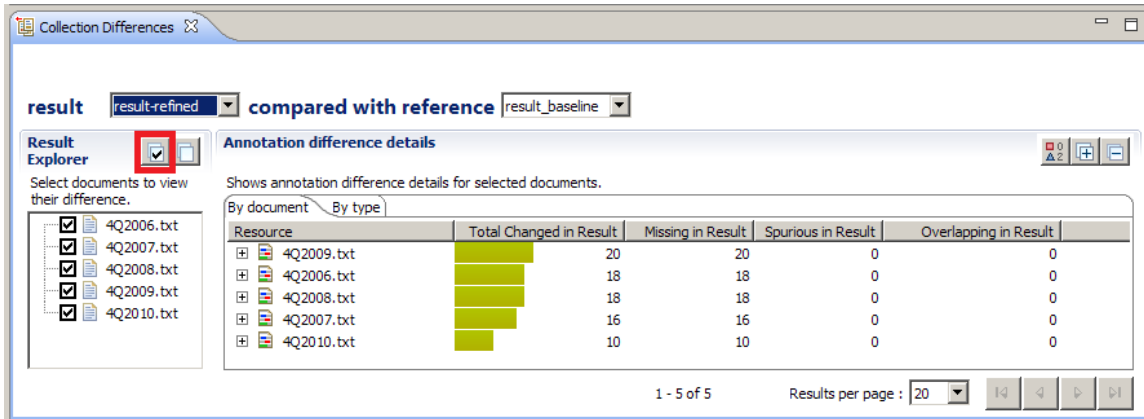 Collection Differences
result result-refined compared with reference result_baseline
Result Explorer
Annotation difference details
0
2
Select documents to view their difference.
Shows annotation difference details for selected documents.
By document By type
4Q2006.txt
4Q2007.txt
4Q2008.txt
4Q2009.txt
4Q2010.txt
Resource Total Changed in Result Missing in Result Spurious in Result Overlapping in Result
4Q2009.txt 20 20 0 0
4Q2006.txt 18 18 0 0
4Q2008.txt 18 18 0 0
4Q2007.txt 16 16 0 0
4Q2010.txt 10 10 0 0
1 - 5 of 5 Results per page : 20